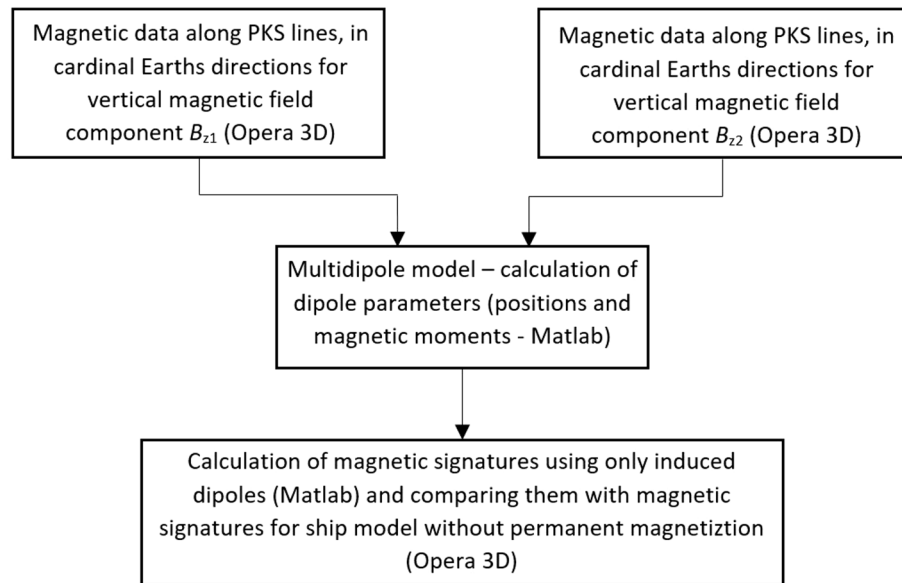 Magnetic data along PKS lines, in
cardinal Earths directions for
vertical magnetic field
component Bz1 (Opera 3D)
Magnetic data along PKS lines, in
cardinal Earths directions for
vertical magnetic field
component Bz2 (Opera 3D)
Multidipole model – calculation of
dipole parameters (positions and
magnetic moments - Matlab)
Calculation of magnetic signatures using only induced
dipoles (Matlab) and comparing them with magnetic
signatures for ship model without permanent magnetiztion
(Opera 3D)